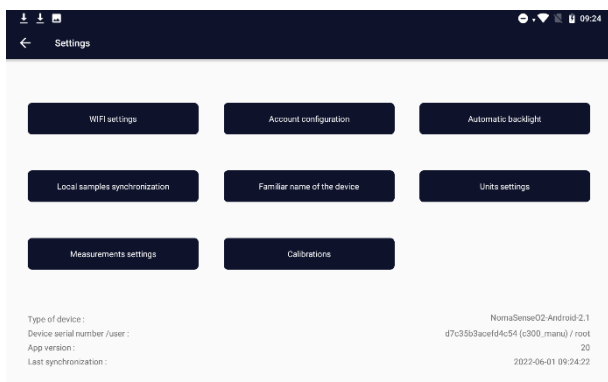 09:24
Settings
WIFI settings
Account configuration
Automatic backlight
Local samples synchronization
Familiar name of the device
Units settings
Measurements settings
Calibrations
Type of device : NomaSenseO2-Android-2.1
Device serial number /user : d7c35b3acefd4c54 (c300_manu) / root
App version : 20
Last synchronization : 2022-06-01 09:24:22